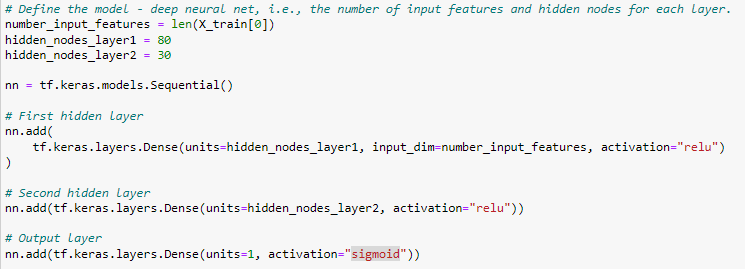 # Define the model - deep neural net, i.e., the number of input features and hidden nodes for each layer.
number_input_features = len(X_train[0])
hidden_nodes_layer1 = 80
hidden_nodes_layer2 = 30

nn = tf.keras.models.Sequential()

# First hidden layer
nn.add(
    tf.keras.layers.Dense(units=hidden_nodes_layer1, input_dim=number_input_features, activation="relu")
)

# Second hidden layer
nn.add(tf.keras.layers.Dense(units=hidden_nodes_layer2, activation="relu"))

# Output layer
nn.add(tf.keras.layers.Dense(units=1, activation="sigmoid"))